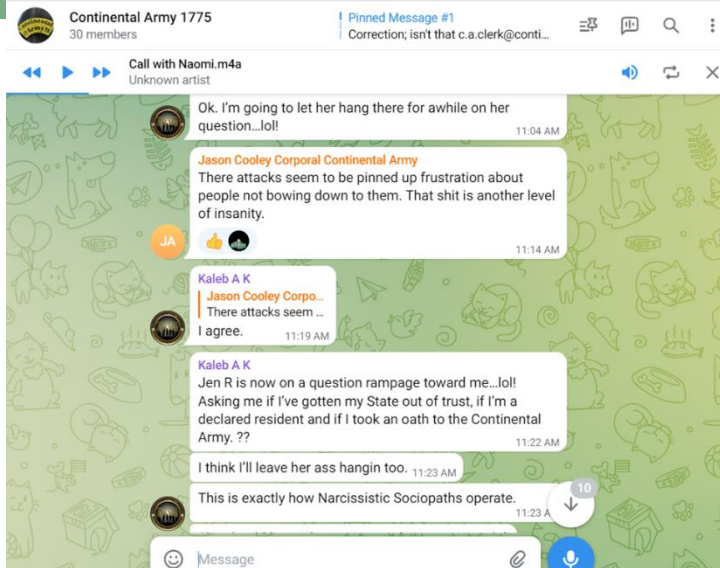 Continental Army 1775
30 members
Pinned Message #1
Correction; isn't that c.a.clerk@conti...
Call with Naomi.m4a
Unknown artist
Ok. I'm going to let her hang there for awhile on her
question...lol!
11:04 AM
Jason Cooley Corporal Continental Army
There attacks seem to be pinned up frustration about
people not bowing down to them. That shit is another level
of insanity.
11:14 AM
JA
Kaleb A K
Jason Cooley Corpo...
There attacks seem ...
I agree.
11:19 AM
Kaleb A K
Jen R is now on a question rampage toward me...lol!
Asking me if I've gotten my State out of trust, if I'm a
declared resident and if I took an oath to the Continental
Army. ??
11:22 AM
I think I'll leave her ass hangin too. 11:23 AM
This is exactly how Narcissistic Sociopaths operate.
11:23 A
10
Message